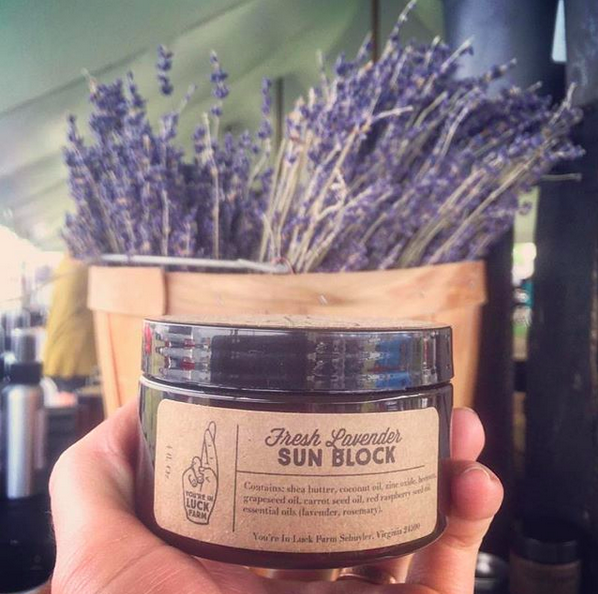 Fresh Lavender
SUN BLOCK
Contains: shea butter, coconut oil, zinc oxide, beeswax,
grapeseed oil, carrot seed oil, red raspberry seed oil,
essential oils (lavender, rosemary).
You're In Luck Farm Schuyler, Virginia
YOU'RE IN
LUCK
FARM